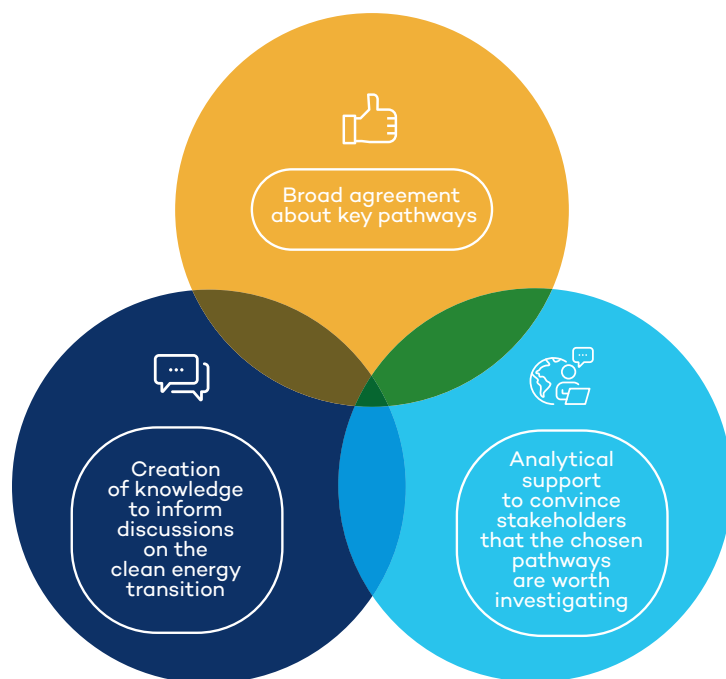 Broad agreement
about key pathways
Creation
of knowledge
to inform
discussions
on the
clean energy
transition
Analytical
support
to convince
stakeholders
that the chosen
pathways
are worth
investigating